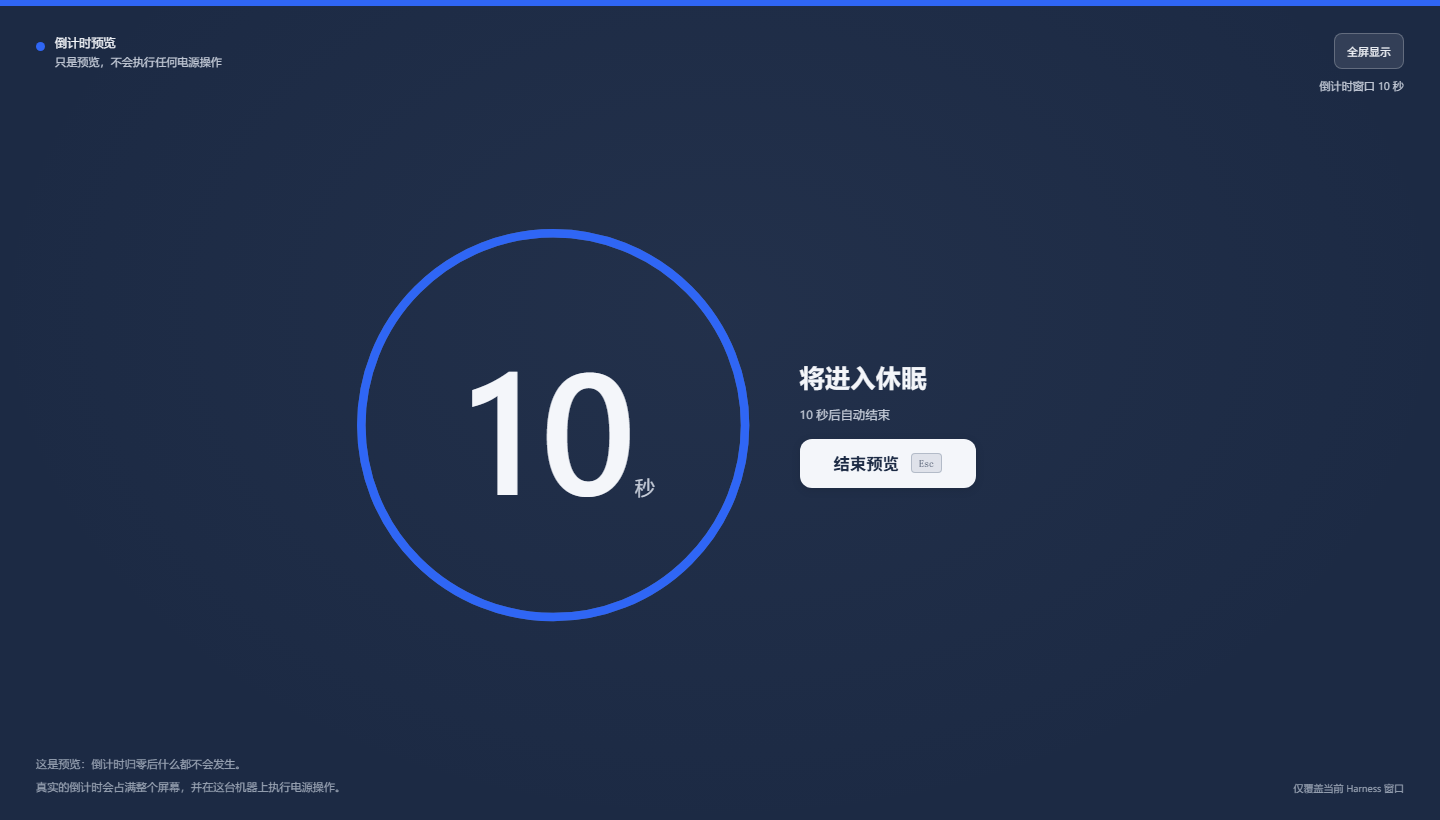 倒计时预览
只是预览，不会执行任何电源操作
全屏显示
倒计时窗口 10 秒
10 秒
将进入休眠
10 秒后自动结束
结束预览 Esc
这是预览：倒计时归零后什么都不会发生。
真实的倒计时会占满整个屏幕，并在这台机器上执行电源操作。
仅覆盖当前 Harness 窗口